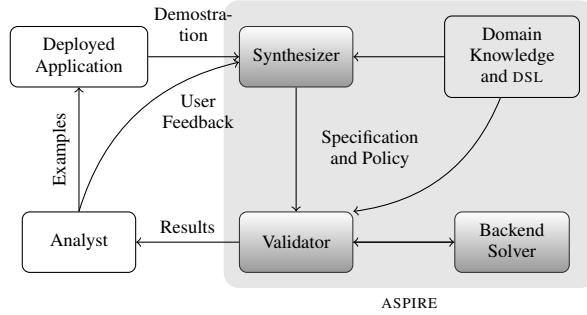 Demostra-
tion
Deployed
Application
Synthesizer
Domain
Knowledge
and DSL
User
Feedback
Examples
Specification
and Policy
Analyst
Results
Validator
Backend
Solver
ASPIRE